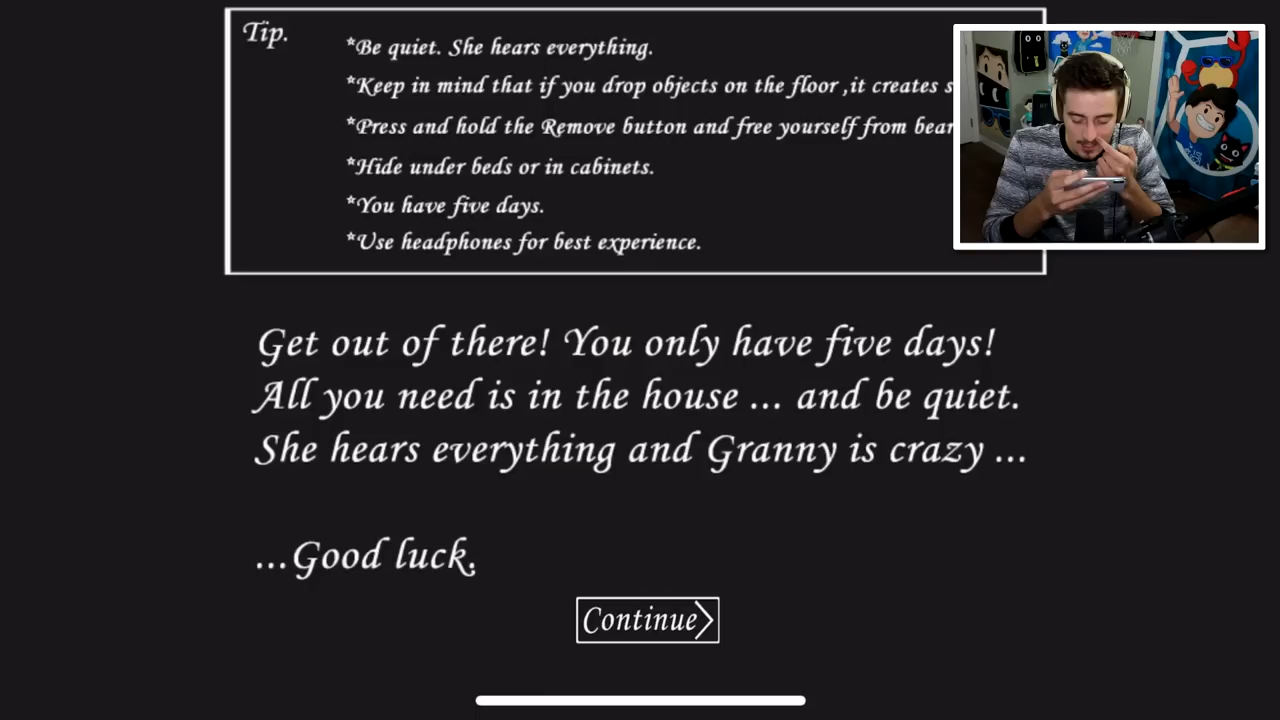 Tip.
*Be quiet. She hears everything.
*Keep in mind that if you drop objects on the floor ,it creates
*Press and hold the Remove button and free yourself from
*Hide under beds or in cabinets.
*You have five days.
*Use headphones for best experience.
Get out of there! You only have five days!
All you need is in the house ... and be quiet.
She hears everything and Granny is crazy ...
...Good luck.
Continue